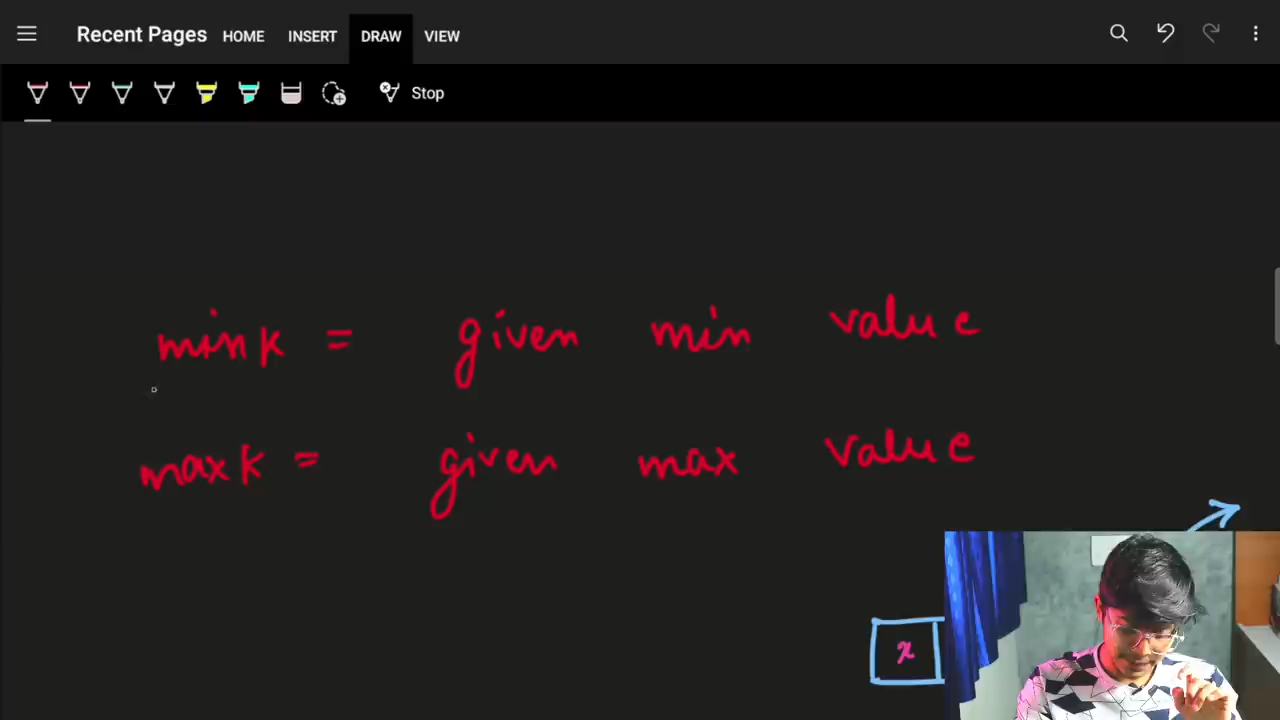 Recent Pages HOME INSERT DRAW VIEW
Stop
mink = given min value
maxk = given max value
x